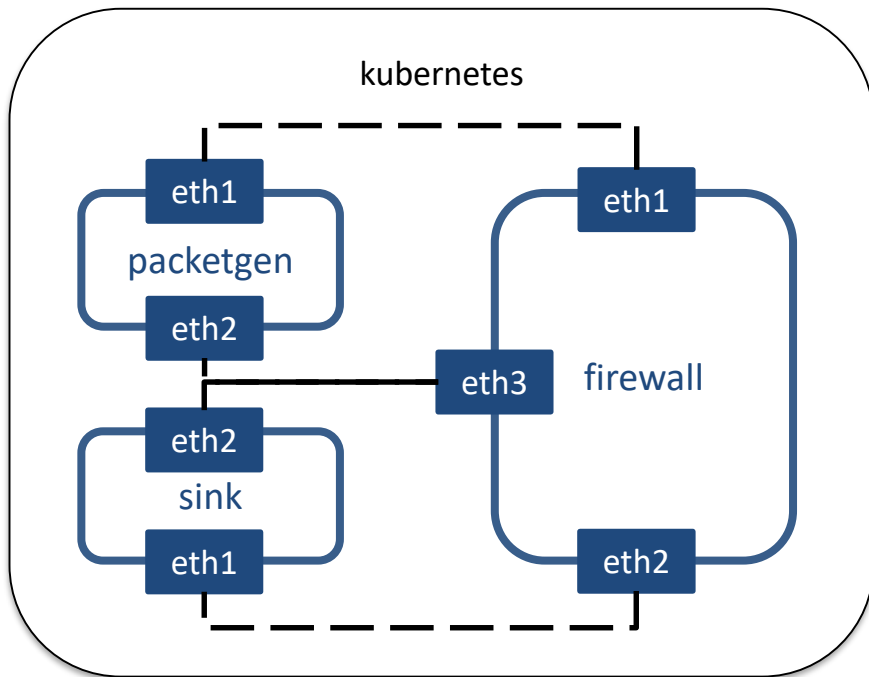 kubernetes
eth1
packetgen
eth2
eth2
sink
eth1
eth1
eth3
firewall
eth2